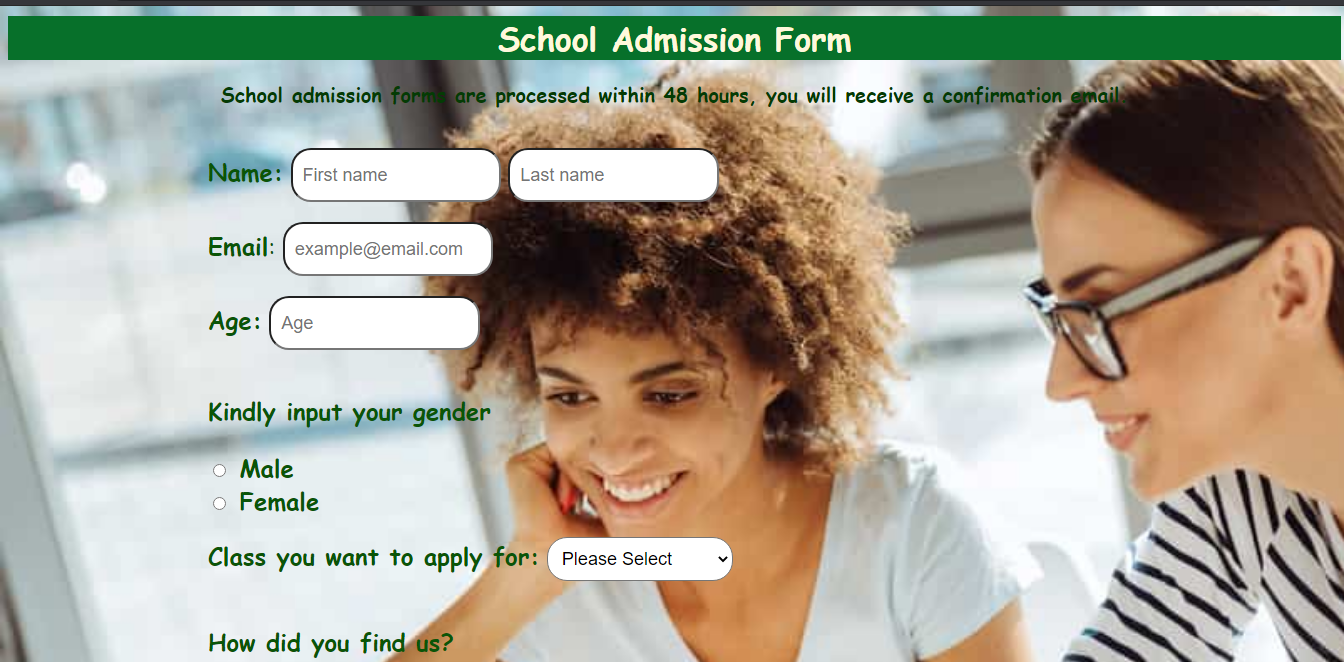 School Admission Form
School admission forms are processed within 48 hours, you will receive a confirmation email.
Name: First name Last name
Email: example@email.com
Age: Age
Kindly input your gender
Male
Female
Class you want to apply for: Please Select
How did you find us?